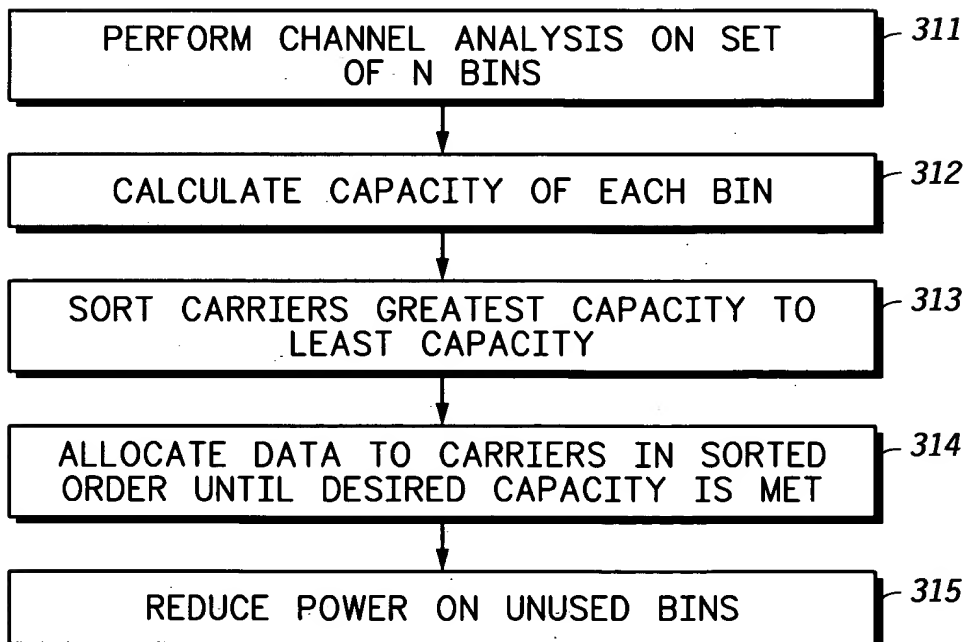 PERFORM CHANNEL ANALYSIS ON SET
OF N BINS
311
CALCULATE CAPACITY OF EACH BIN
312
SORT CARRIERS GREATEST CAPACITY TO
LEAST CAPACITY
313
ALLOCATE DATA TO CARRIERS IN SORTED
ORDER UNTIL DESIRED CAPACITY IS MET
314
REDUCE POWER ON UNUSED BINS
315